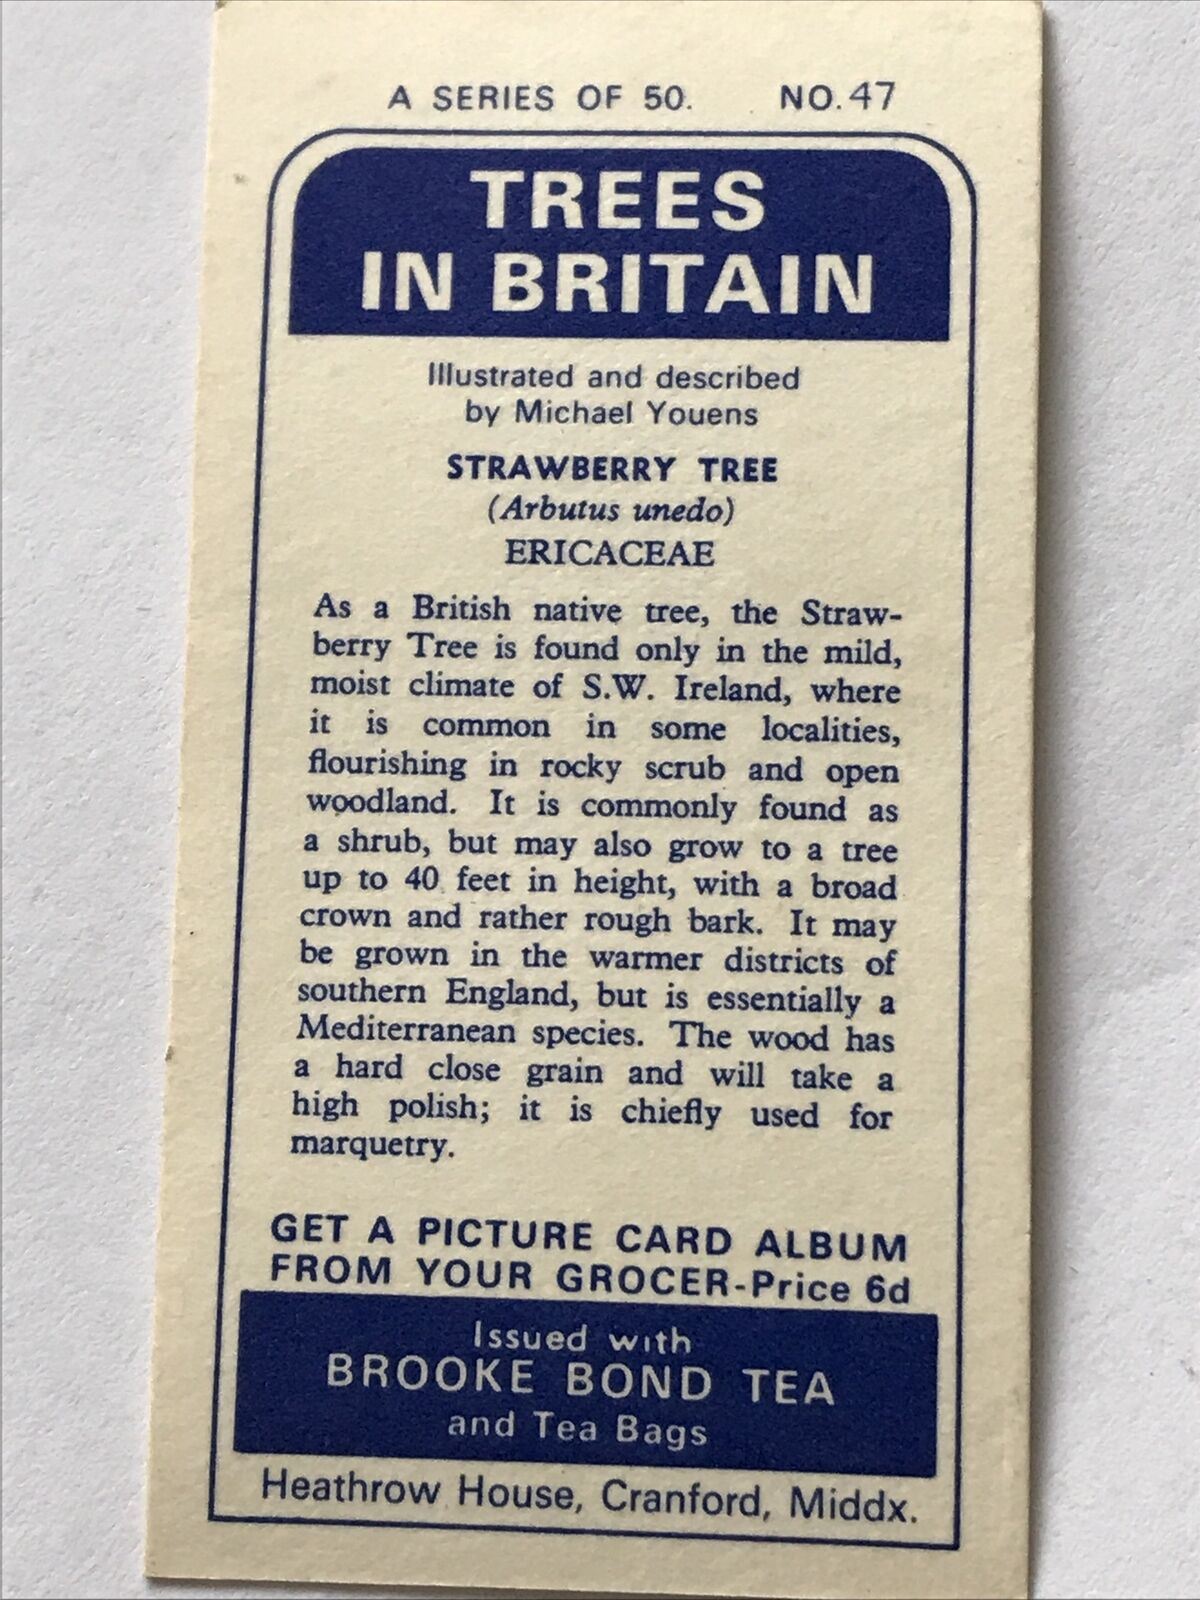 A SERIES OF 50. NO. 47
TREES
IN BRITAIN
Illustrated and described
by Michael Youens
STRAWBERRY TREE
(Arbutus unedo)
ERICACEAE
As a British native tree, the Straw-
berry Tree is found only in the mild,
moist climate of S.W. Ireland, where
it is common in some localities,
flourishing in rocky scrub and open
woodland. It is commonly found as
a shrub, but may also grow to a tree
up to 40 feet in height, with a broad
crown and rather rough bark. It may
be grown in the warmer districts of
southern England, but is essentially a
Mediterranean species. The wood has
a hard close grain and will take a
high polish; it is chiefly used for
marquetry.
GET A PICTURE CARD ALBUM
FROM YOUR GROCER-Price 6d
Issued with
BROOKE BOND TEA
and Tea Bags
Heathrow House, Cranford, Middx.